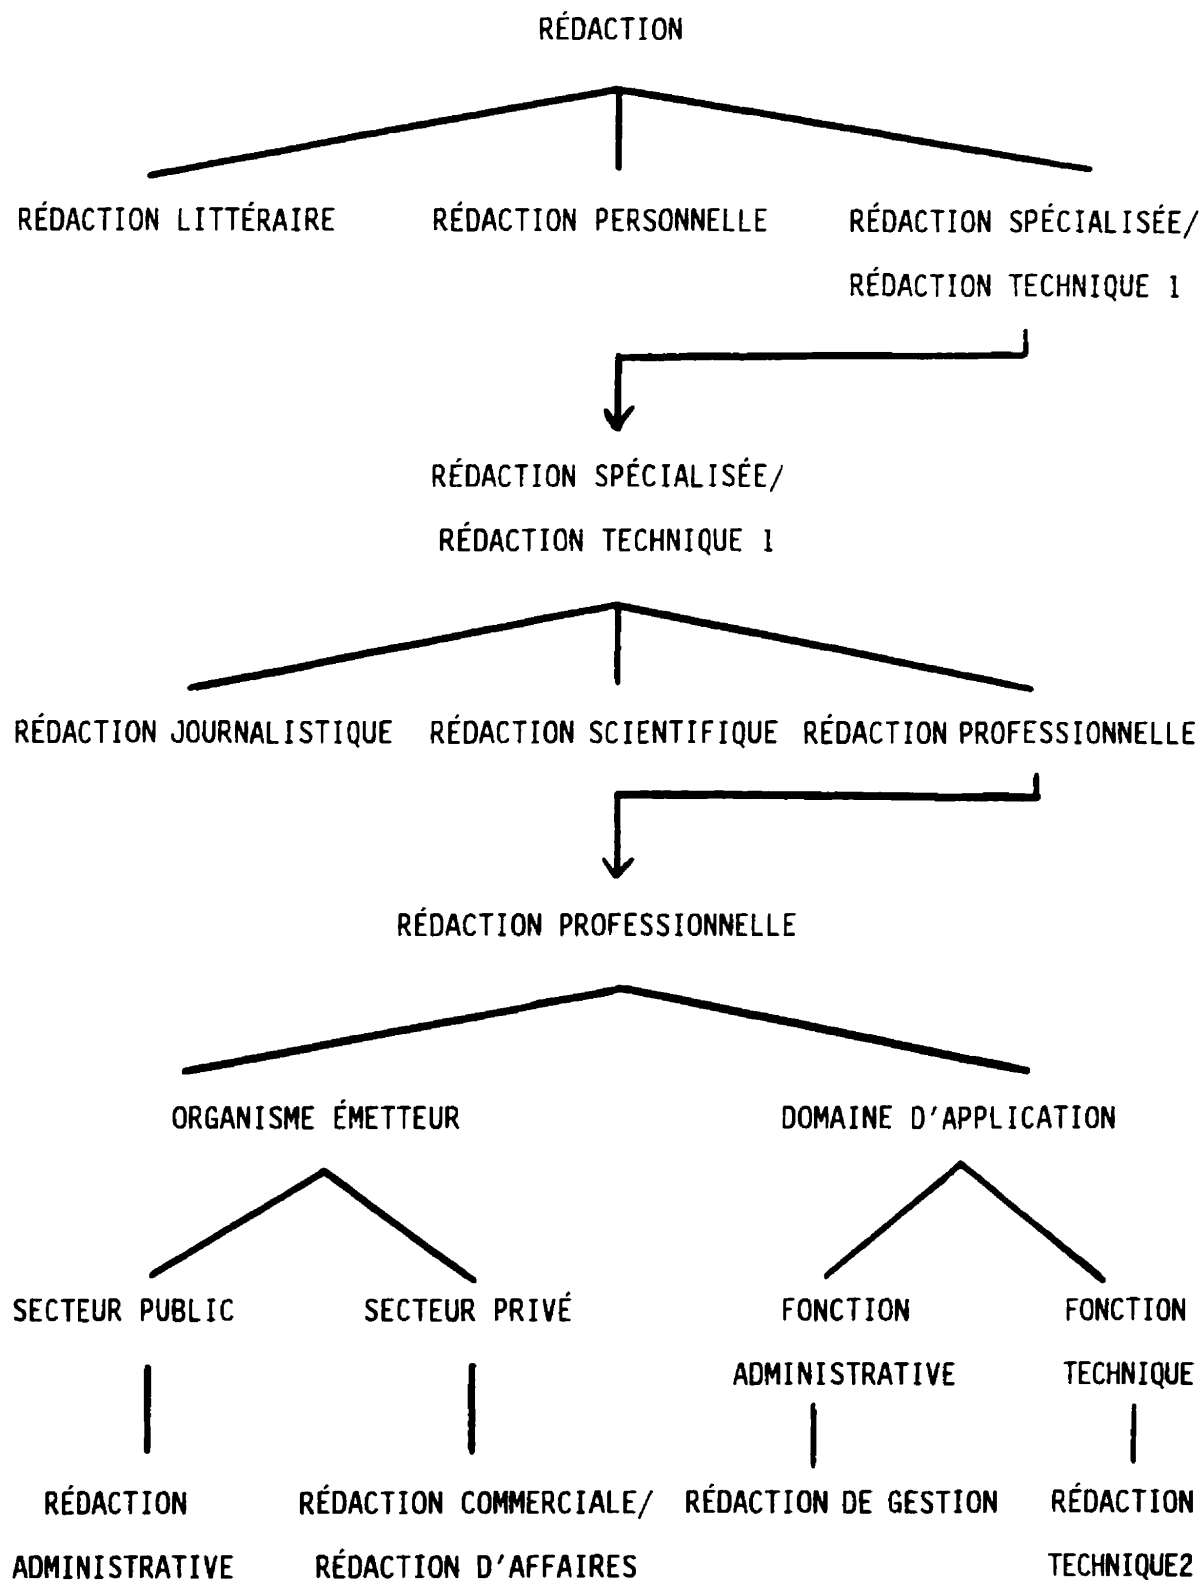 RÉDACTION
RÉDACTION LITTÉRAIRE
RÉDACTION PERSONNELLE
RÉDACTION SPÉCIALISÉE/
RÉDACTION TECHNIQUE 1
RÉDACTION SPÉCIALISÉE/
RÉDACTION TECHNIQUE 1
RÉDACTION JOURNALISTIQUE
RÉDACTION SCIENTIFIQUE
RÉDACTION PROFESSIONNELLE
RÉDACTION PROFESSIONNELLE
ORGANISME ÉMETTEUR
DOMAINE D'APPLICATION
SECTEUR PUBLIC
SECTEUR PRIVÉ
FONCTION
ADMINISTRATIVE
FONCTION
TECHNIQUE
RÉDACTION
ADMINISTRATIVE
RÉDACTION COMMERCIALE/
RÉDACTION D'AFFAIRES
RÉDACTION DE GESTION
RÉDACTION
TECHNIQUE2